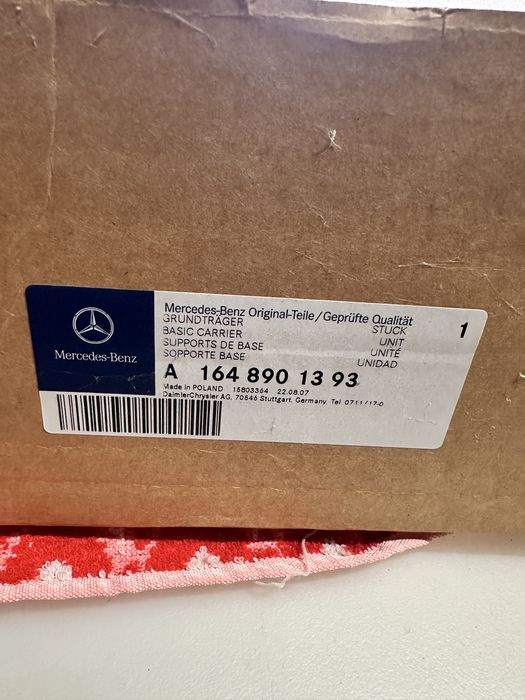 Mercedes-Benz
Mercedes-Benz Original-Teile/Geprüfte Qualität
GRUNDTRÄGER STUCK 1
BASIC CARRIER UNIT
SUPPORTS DE BASE UNITÉ
SOPPORTE BASE UNIDAD
A 164 890 13 93
Made in POLAND 15803364 22.08.07
DaimlerChrysler AG, 70546 Stuttgart, Germany Tel 0711/17-0